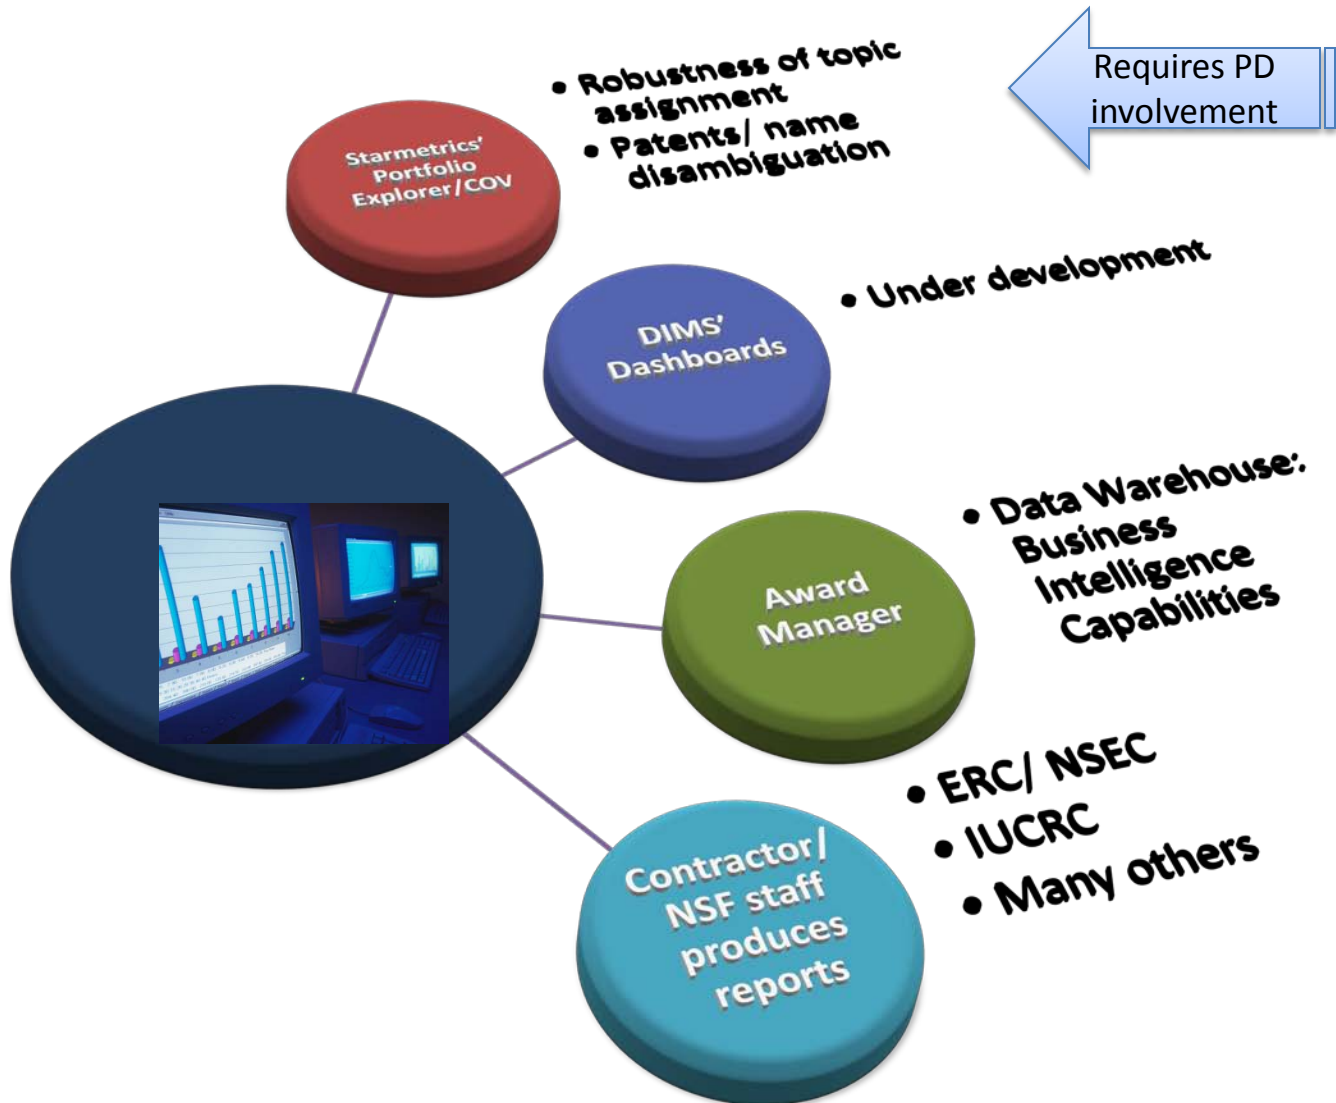 • Robustness of topic
assignment
• Patents/ name
disambiguation
Requires PD
involvement
Starmetrics'
Portfolio
Explorer/COV
DIMS'
Dashboards
• Under development
Award
Manager
• Data Warehouse:
Business
Intelligence
Capabilities
Contractor/
NSF staff
produces
reports
• ERC/ NSEC
• IUCRC
• Many others